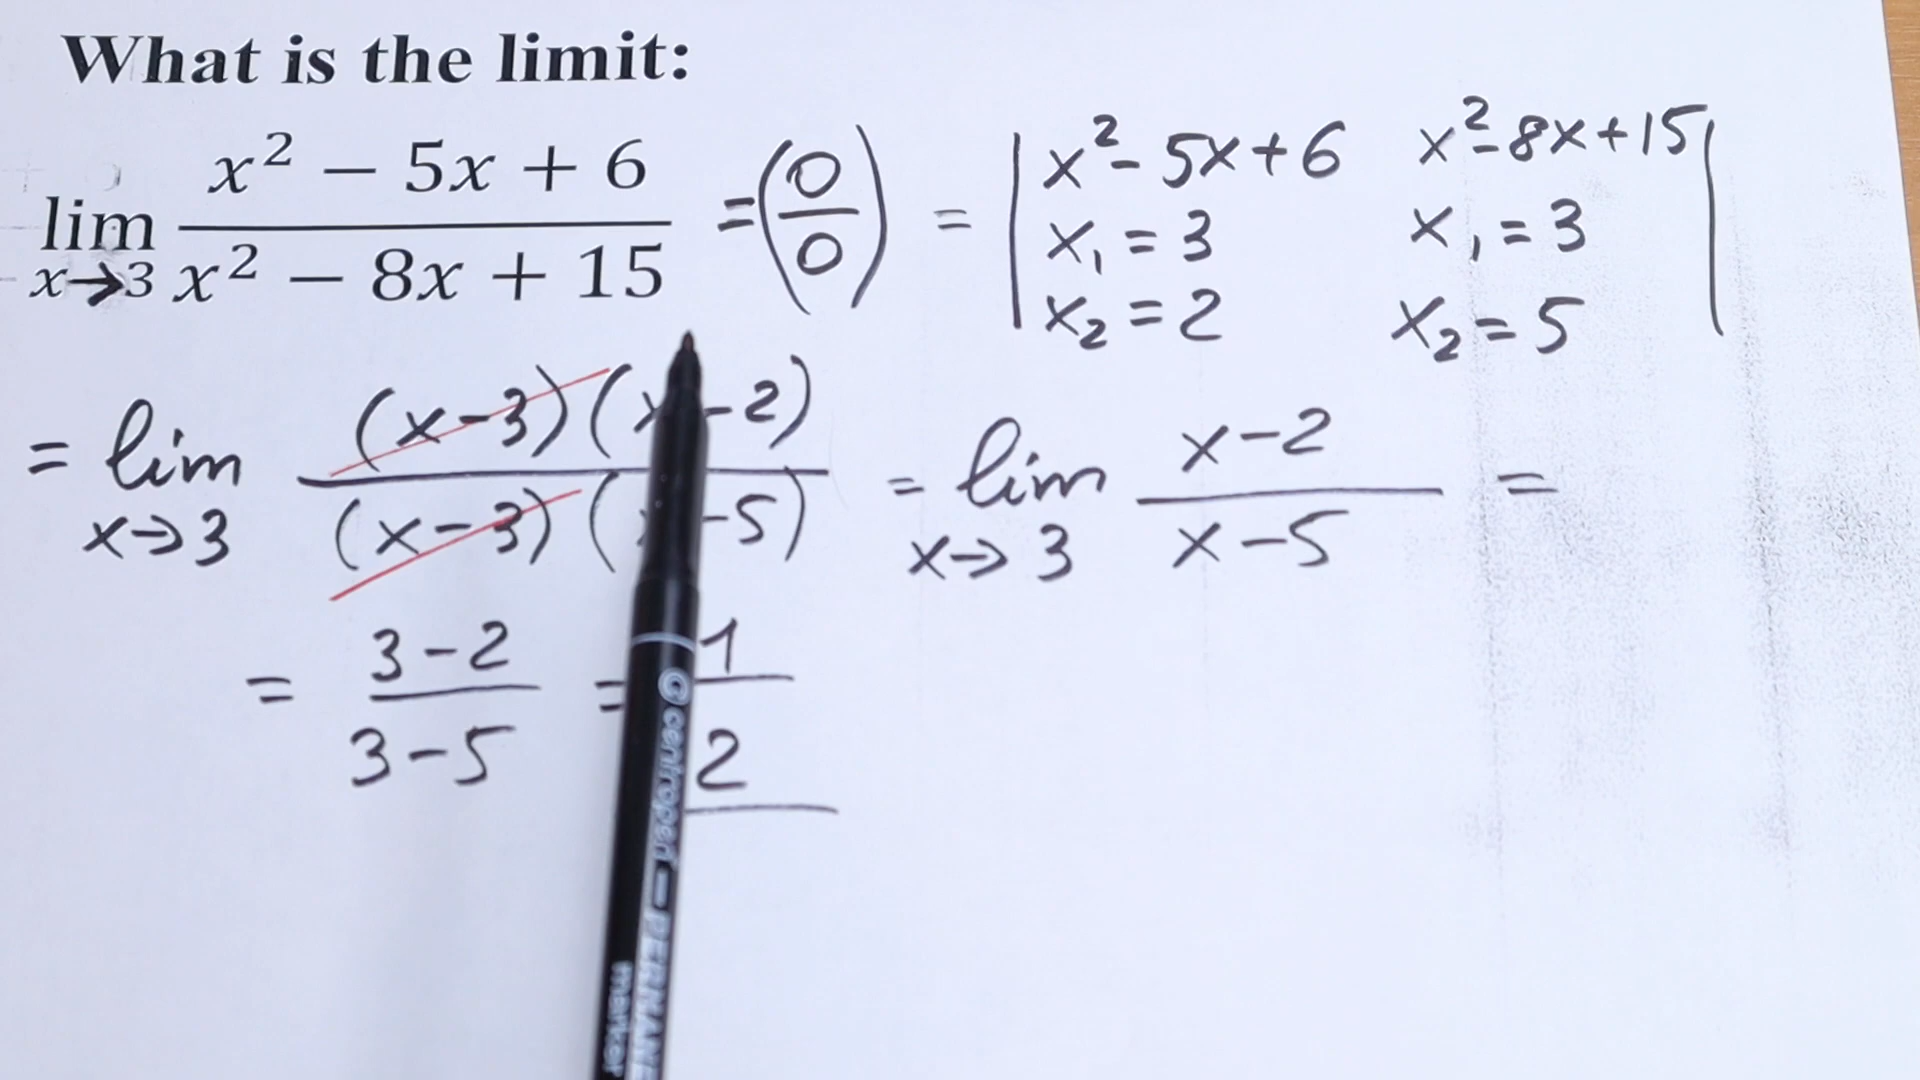 What is the limit:
lim x→3 (x² − 5x + 6)/(x² − 8x + 15) = (0/0) = | x² - 5x + 6   x² - 8x + 15 |
x₁ = 3   x₁ = 3
x₂ = 2   x₂ = 5
= lim x→3 ((x-3)(x-2))/((x-3)(x-5)) = lim x→3 (x-2)/(x-5) =
= (3-2)/(3-5) = 1/2
© centropen PERMANE
marker